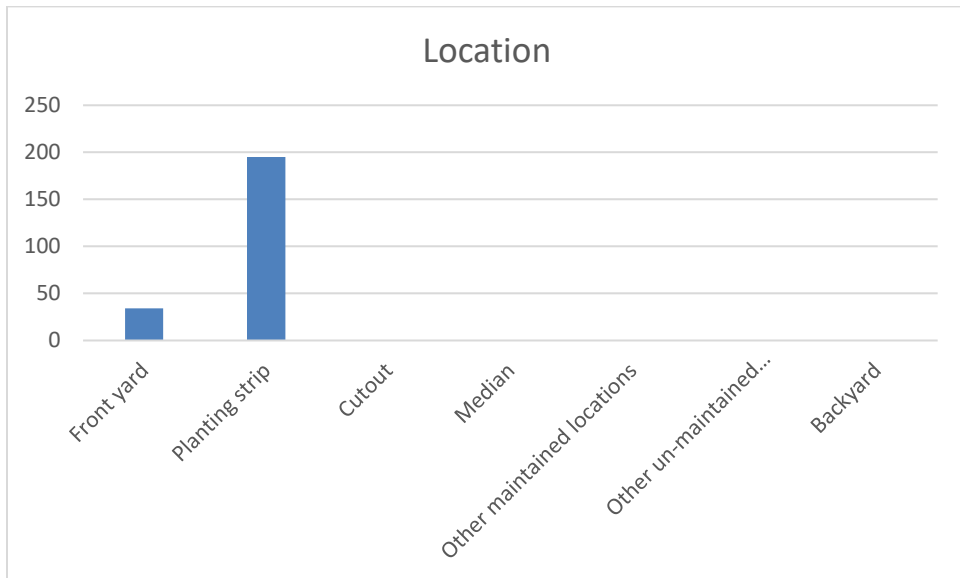 Location
250
200
150
100
50
0
Front yard
Planting strip
Cutout
Median
Other maintained locations
Other un-maintained...
Backyard